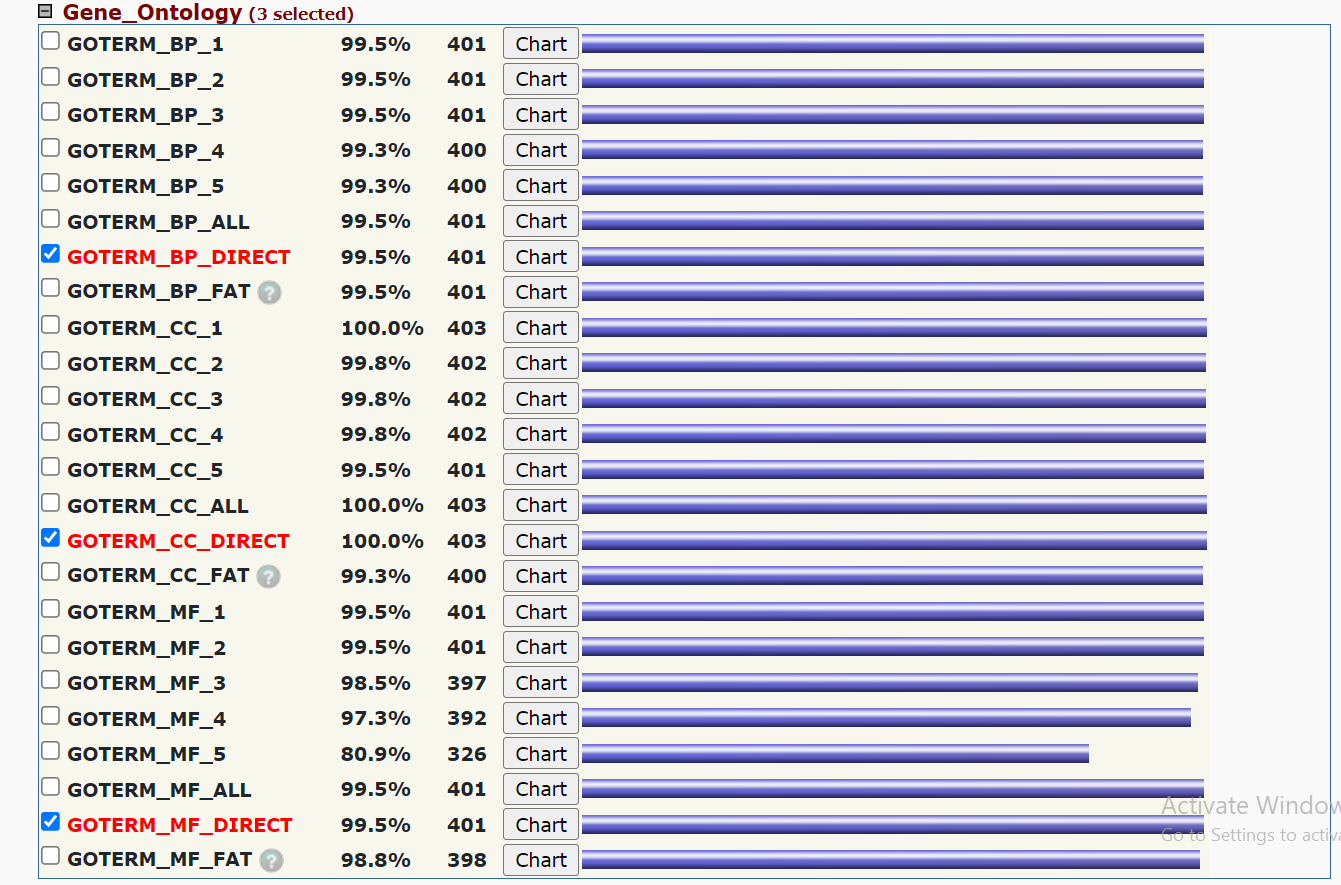 Gene_Ontology (3 selected)
GOTERM_BP_1 99.5% 401 Chart
GOTERM_BP_2 99.5% 401 Chart
GOTERM_BP_3 99.5% 401 Chart
GOTERM_BP_4 99.3% 400 Chart
GOTERM_BP_5 99.3% 400 Chart
GOTERM_BP_ALL 99.5% 401 Chart
GOTERM_BP_DIRECT 99.5% 401 Chart
GOTERM_BP_FAT ? 99.5% 401 Chart
GOTERM_CC_1 100.0% 403 Chart
GOTERM_CC_2 99.8% 402 Chart
GOTERM_CC_3 99.8% 402 Chart
GOTERM_CC_4 99.8% 402 Chart
GOTERM_CC_5 99.5% 401 Chart
GOTERM_CC_ALL 100.0% 403 Chart
GOTERM_CC_DIRECT 100.0% 403 Chart
GOTERM_CC_FAT ? 99.3% 400 Chart
GOTERM_MF_1 99.5% 401 Chart
GOTERM_MF_2 99.5% 401 Chart
GOTERM_MF_3 98.5% 397 Chart
GOTERM_MF_4 97.3% 392 Chart
GOTERM_MF_5 80.9% 326 Chart
GOTERM_MF_ALL 99.5% 401 Chart
Activate Window
GOTERM_MF_DIRECT 99.5% 401 Chart
Go to Settings to activa
GOTERM_MF_FAT ? 98.8% 398 Chart